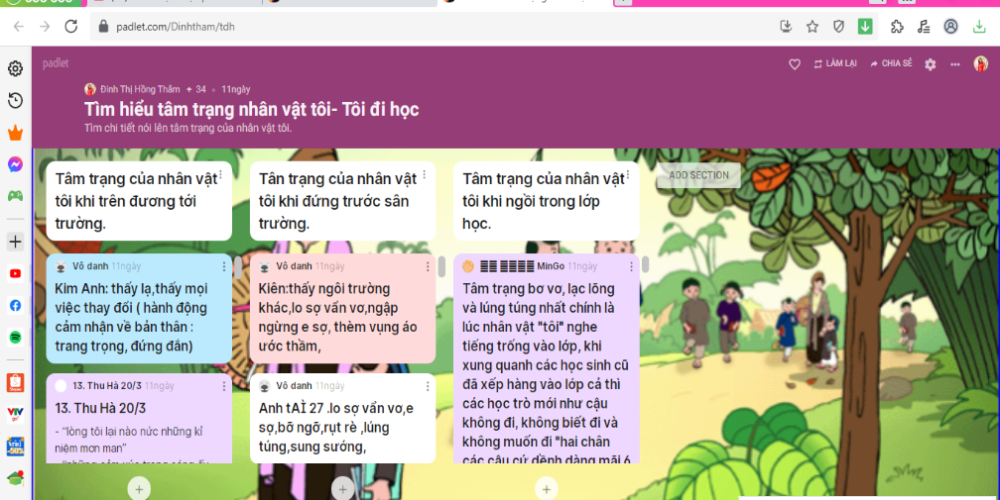 padlet.com/Dinhtham/tdh
padlet
LÀM LẠI
CHIA SẺ
Đinh Thị Hồng Thắm + 34 • 11ngày
Tìm hiểu tâm trạng nhân vật tôi- Tôi đi học
Tìm chi tiết nói lên tâm trạng của nhân vật tôi.
Tâm trạng của nhân vật
tôi khi trên đương tới
trường.
Vô danh 11ngày
Kim Anh: thấy lạ,thấy mọi
việc thay đổi ( hành động
cảm nhận về bản thân :
trang trọng, đứng đắn)
13. Thu Hà 20/3 11ngày
13. Thu Hà 20/3
- “lòng tôi lại nào nức những kỉ
niệm mơn man”
Tân trạng của nhân vật
tôi khi đứng trước sân
trường.
Vô danh 11ngày
Kiên:thấy ngôi trường
khác,lo sợ vẩn vơ,ngập
ngừng e sợ, thèm vụng áo
ước thầm,
Vô danh 11ngày
Anh tAÌ 27 .lo sợ vẩn vơ,e
sợ,bỡ ngỡ,rụt rè ,lúng
túng,sung sướng,
Tâm trạng của nhân vật
tôi khi ngồi trong lớp
học.
MinGo 11ngày
Tâm trạng bơ vơ, lạc lõng
và lúng túng nhất chính là
lúc nhân vật "tôi" nghe
tiếng trống vào lớp, khi
xung quanh các học sinh cũ
đã xếp hàng vào lớp cả thì
các học trò mới như cậu
không đi, không biết đi và
không muốn đi "hai chân
các cậu cứ dềnh dàng mãi ở
ADD SECTION